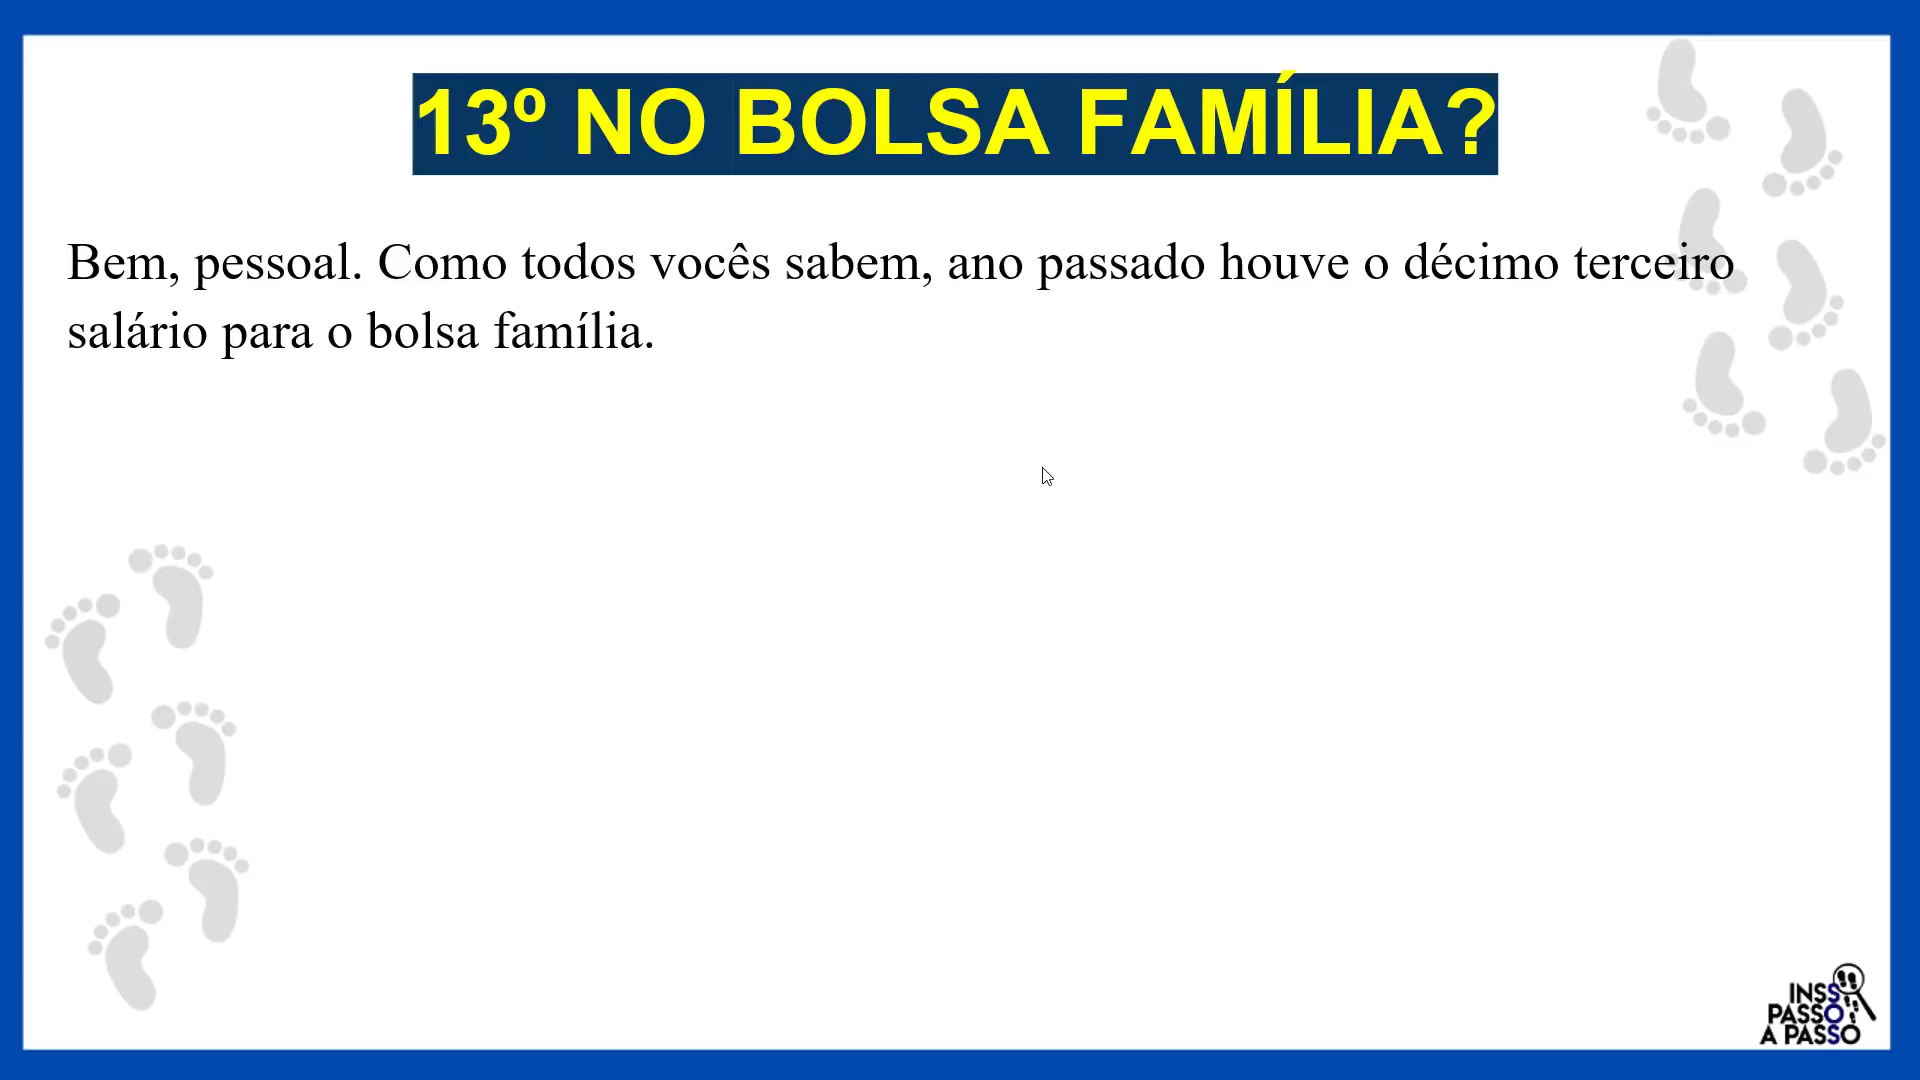 13º NO BOLSA FAMÍLIA?
Bem, pessoal. Como todos vocês sabem, ano passado houve o décimo terceiro
salário para o bolsa família.
INSS
PASSO
A PASSO